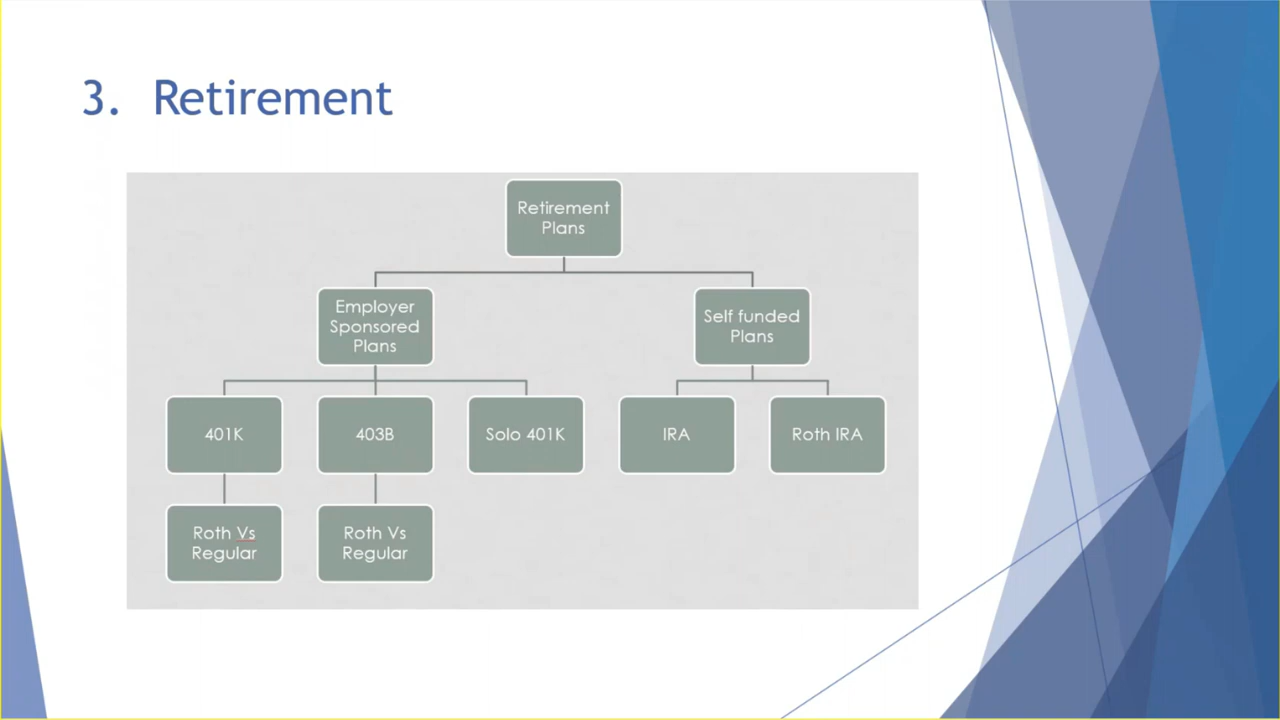 3. Retirement
Retirement
Plans
Employer
Sponsored
Plans
Self funded
Plans
401K
403B
Solo 401K
IRA
Roth IRA
Roth Vs
Regular
Roth Vs
Regular